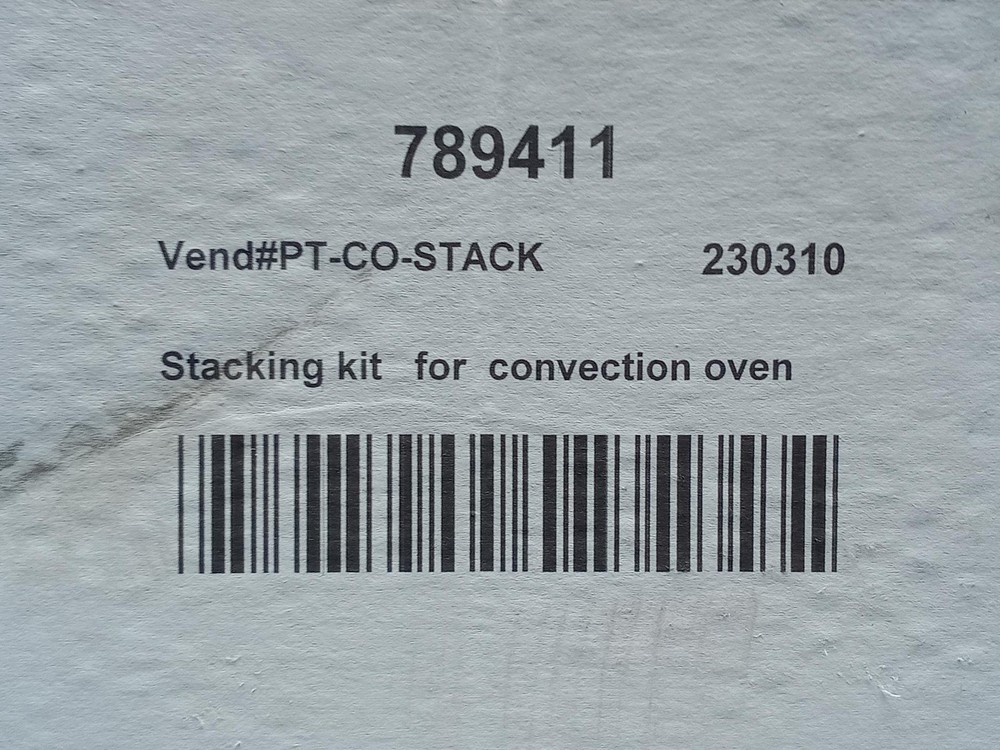 789411
Vend#PT-CO-STACK 230310
Stacking kit for convection oven